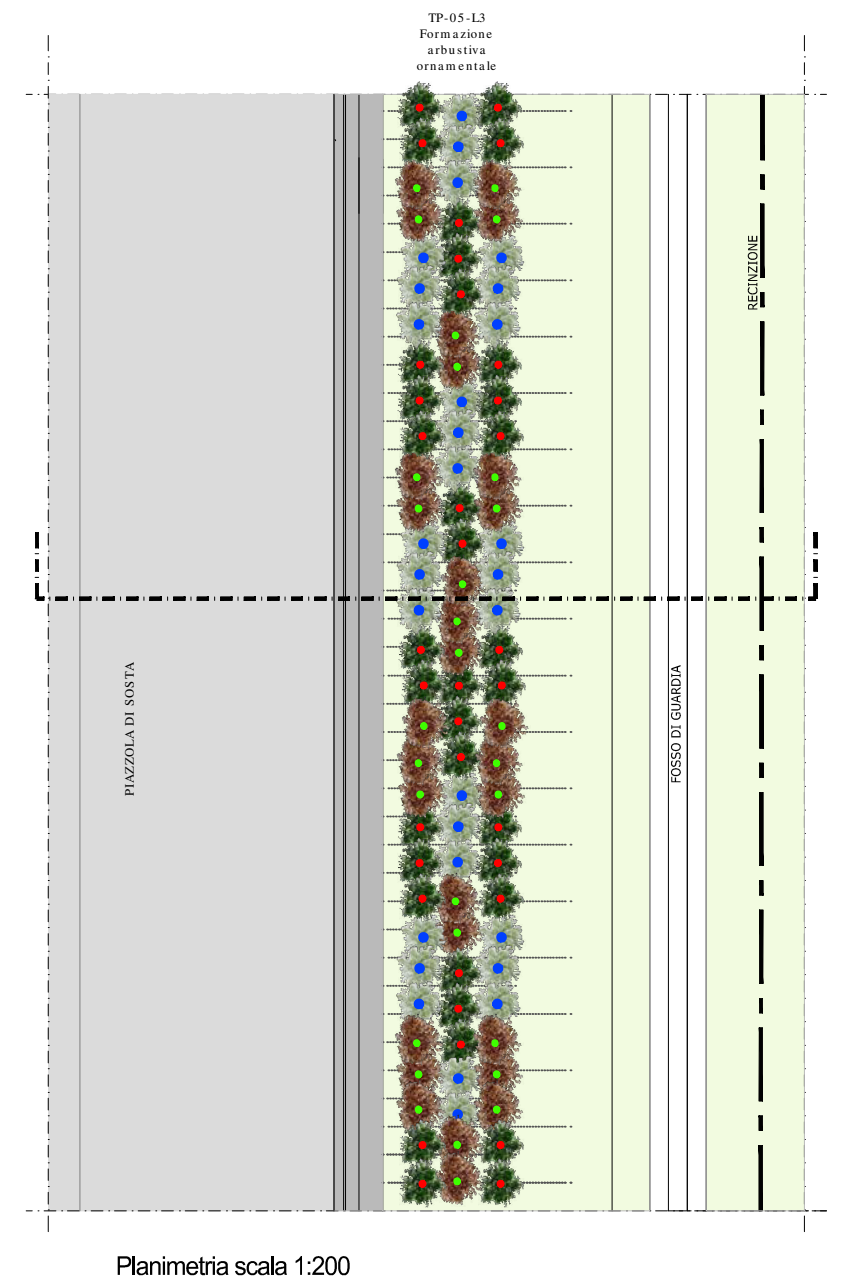 TP-05-L3
Formazione
arbustiva
ornamentale
RECINZIONE
PIAZZOLA DI SOSTA
FOSSO DI GUARDIA
Planimetria scala 1:200